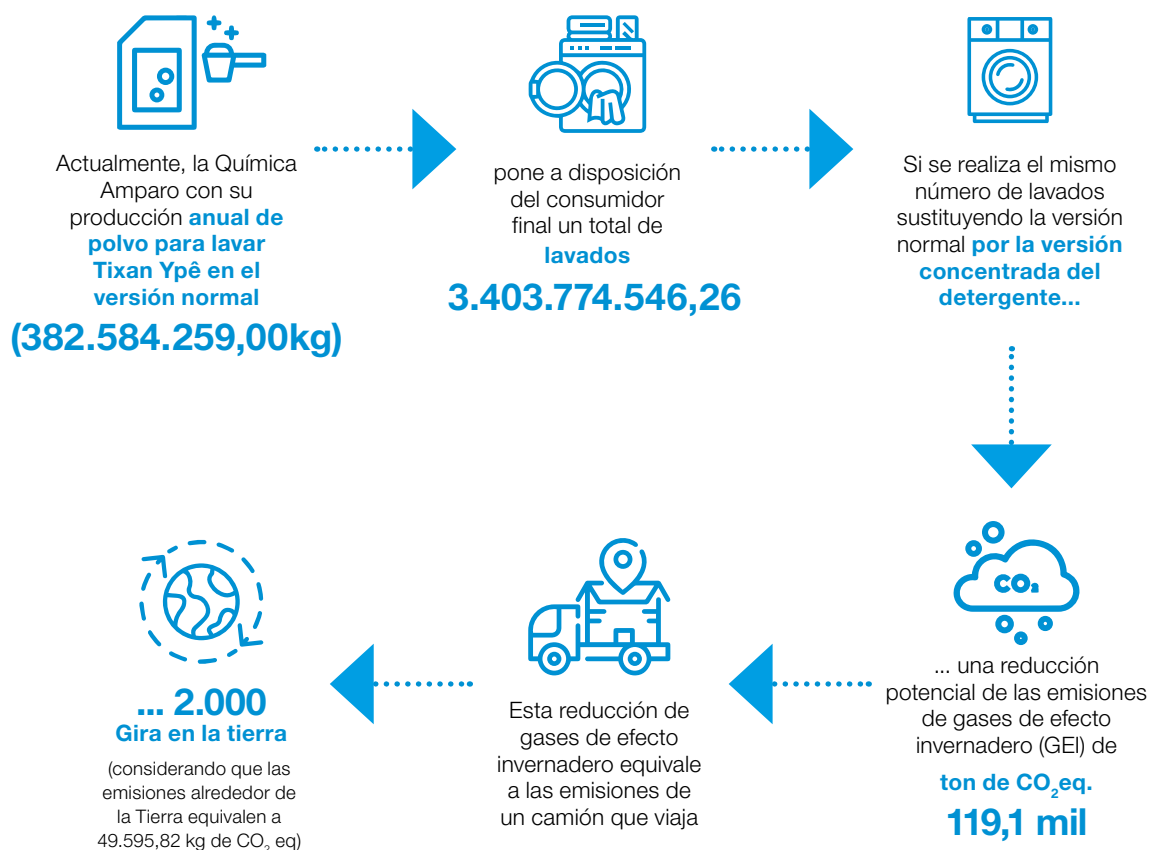 Actualmente, la Química
Amparo con su
producción anual de
polvo para lavar
Tixan Ypê en el
versión normal
(382.584.259,00kg)
pone a disposición
del consumidor
final un total de
lavados
3.403.774.546,26
Si se realiza el mismo
número de lavados
sustituyendo la versión
normal por la versión
concentrada del
detergente...
CO₂
... una reducción
potencial de las emisiones
de gases de efecto
invernadero (GEI) de
ton de CO₂eq.
119,1 mil
Esta reducción de
gases de efecto
invernadero equivale
a las emisiones de
un camión que viaja
... 2.000
Gira en la tierra
(considerando que las
emisiones alrededor de
la Tierra equivalen a
49.595,82 kg de CO₂ eq)